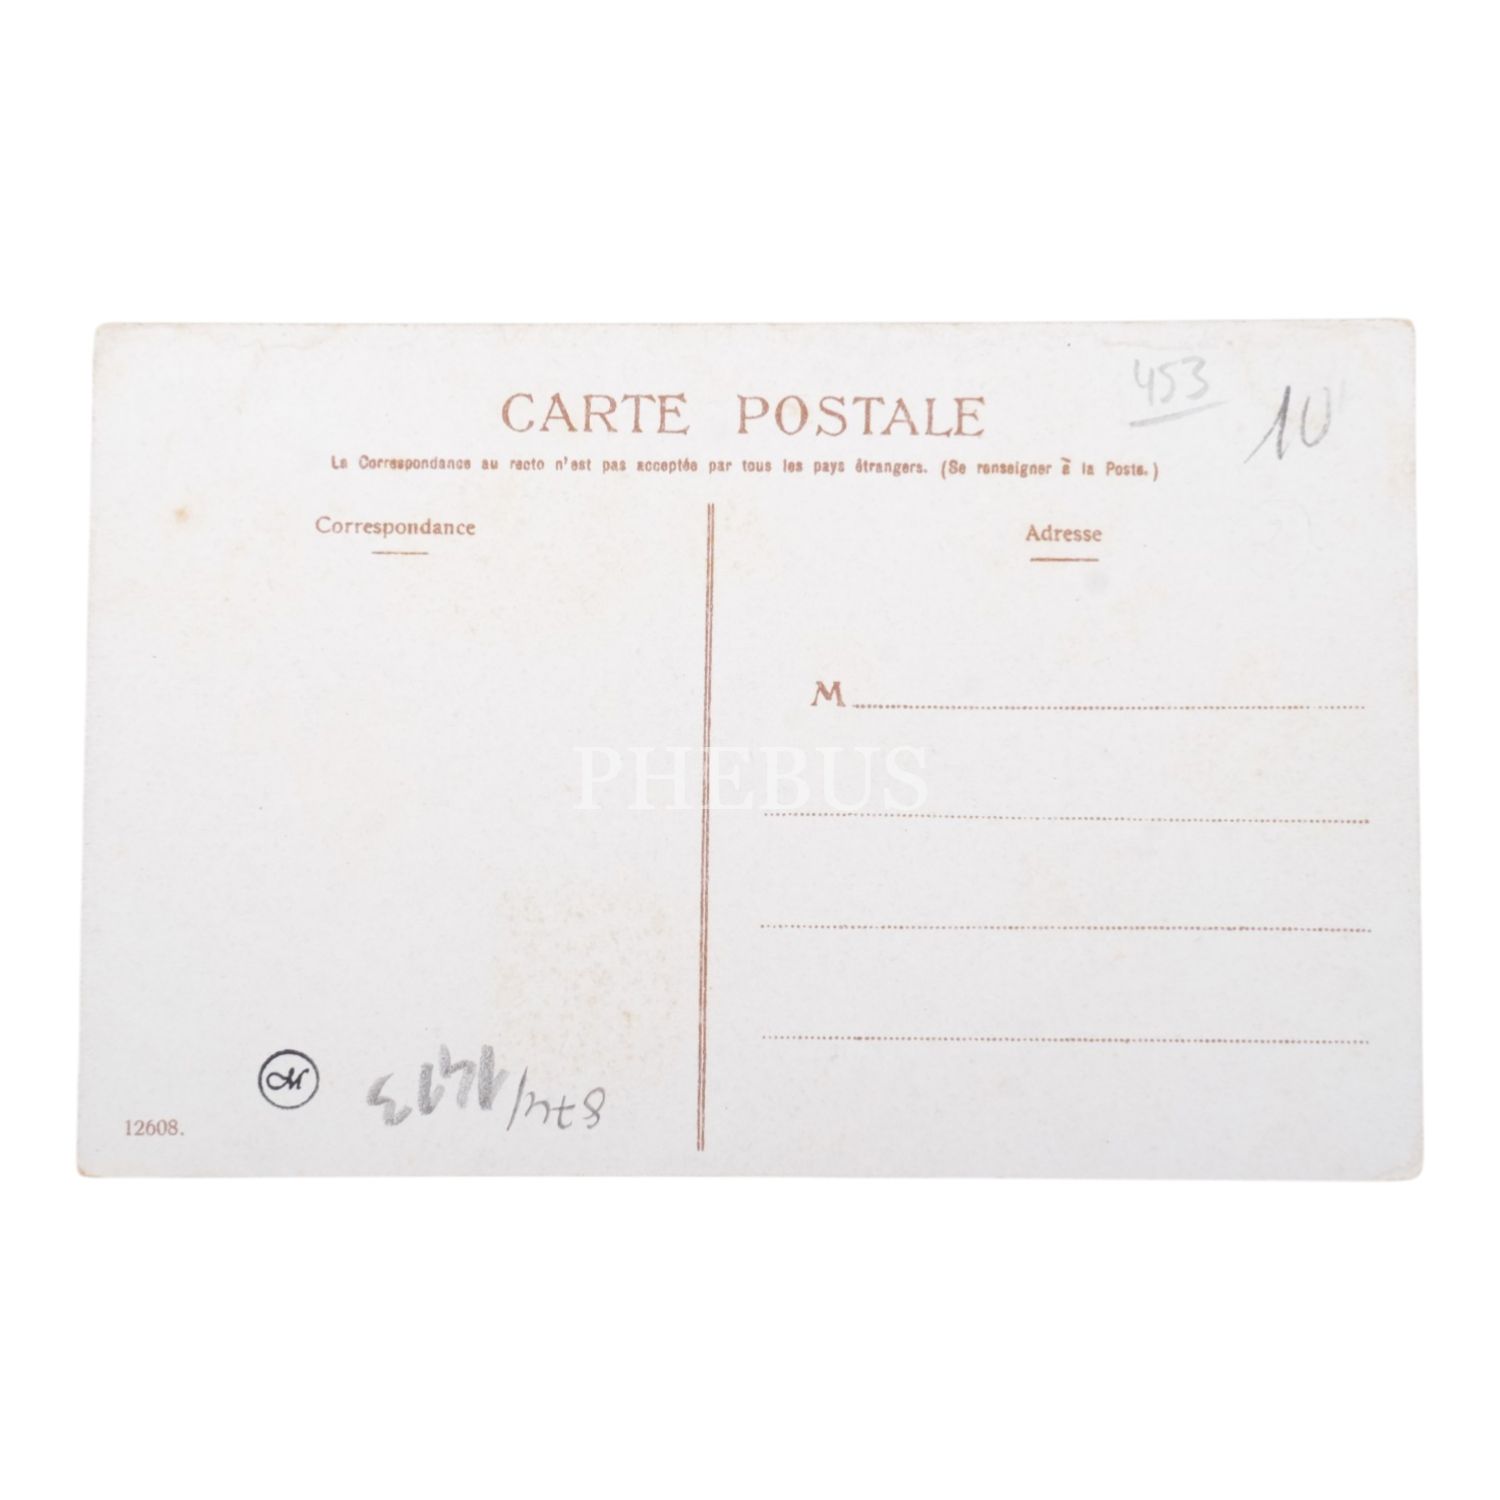 453
10
CARTE POSTALE
La Correspondance au recto n'est pas acceptée par tous les pays étrangers. (Se renseigner à la Poste.)
Correspondance
Adresse
M
PHEBUS
M
12608.